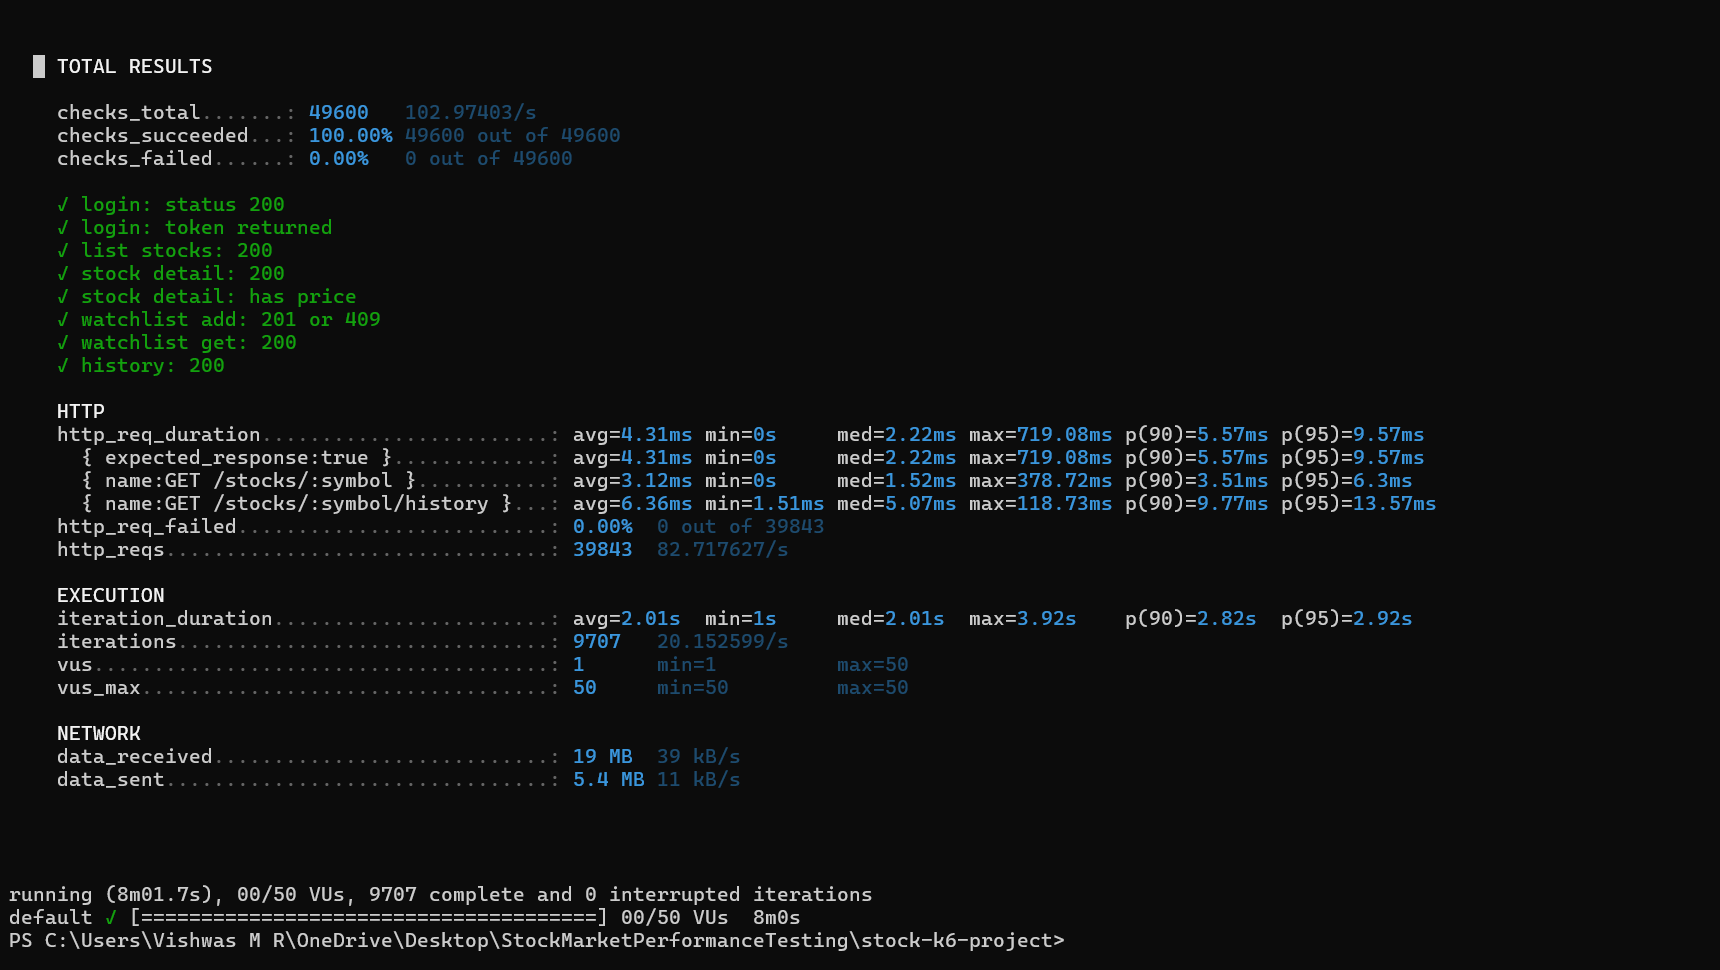 TOTAL RESULTS
checks_total.......: 49600   102.97403/s
checks_succeeded...: 100.00% 49600 out of 49600
checks_failed......: 0.00%   0 out of 49600
√ login: status 200
√ login: token returned
√ list stocks: 200
√ stock detail: 200
√ stock detail: has price
√ watchlist add: 201 or 409
√ watchlist get: 200
√ history: 200
HTTP
http_req_duration........................: avg=4.31ms min=0s     med=2.22ms max=719.08ms p(90)=5.57ms p(95)=9.57ms
{ expected_response:true }.............: avg=4.31ms min=0s     med=2.22ms max=719.08ms p(90)=5.57ms p(95)=9.57ms
{ name:GET /stocks/:symbol }...........: avg=3.12ms min=0s     med=1.52ms max=378.72ms p(90)=3.51ms p(95)=6.3ms
{ name:GET /stocks/:symbol/history }...: avg=6.36ms min=1.51ms med=5.07ms max=118.73ms p(90)=9.77ms p(95)=13.57ms
http_req_failed..........................: 0.00%  0 out of 39843
http_reqs................................: 39843  82.717627/s
EXECUTION
iteration_duration.......................: avg=2.01s  min=1s     med=2.01s  max=3.92s    p(90)=2.82s  p(95)=2.92s
iterations...............................: 9707   20.152599/s
vus......................................: 1      min=1          max=50
vus_max..................................: 50     min=50         max=50
NETWORK
data_received............................: 19 MB  39 kB/s
data_sent................................: 5.4 MB 11 kB/s
running (8m01.7s), 00/50 VUs, 9707 complete and 0 interrupted iterations
default √ [======================================] 00/50 VUs  8m0s
PS C:\Users\Vishwas M R\OneDrive\Desktop\StockMarketPerformanceTesting\stock-k6-project>